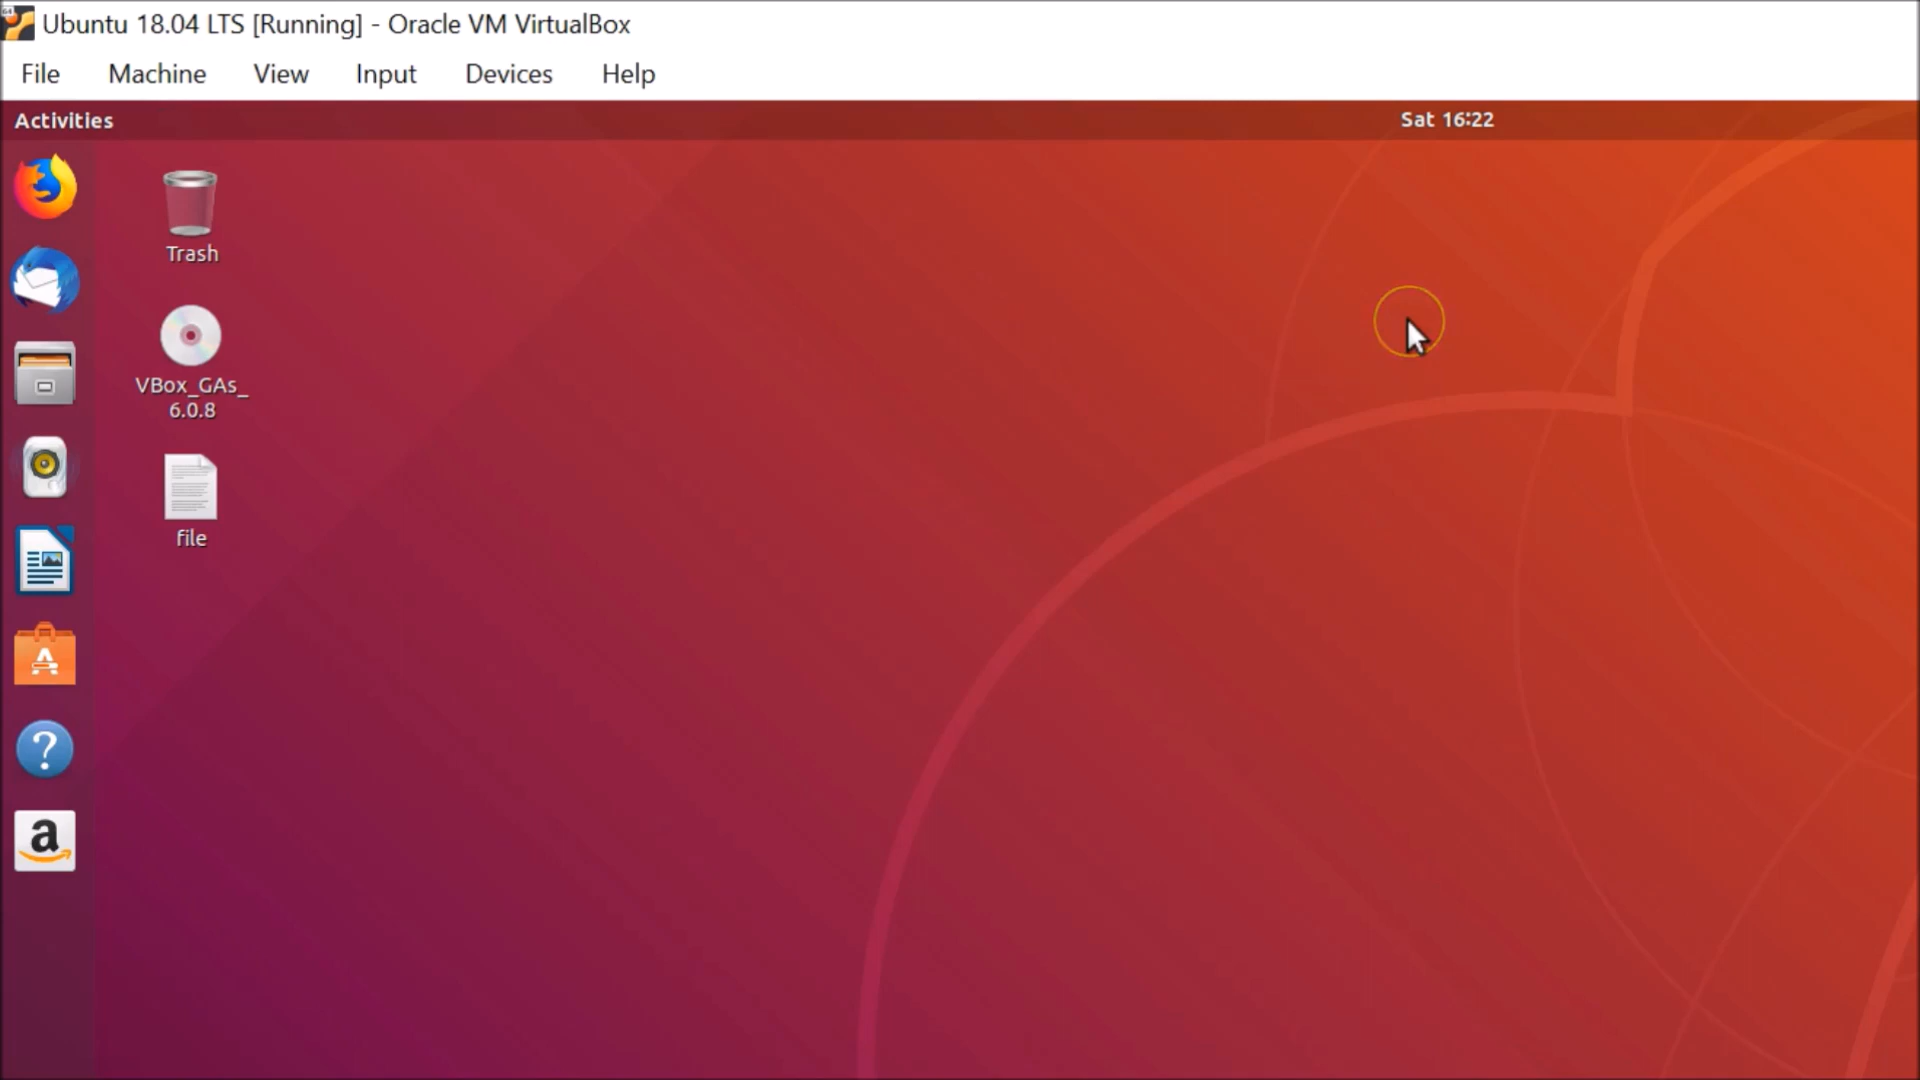 Ubuntu 18.04 LTS [Running] - Oracle VM VirtualBox
File Machine View Input Devices Help
Activities
Sat 16:22
Trash
VBox_GAs_
6.0.8
file
A
?
a